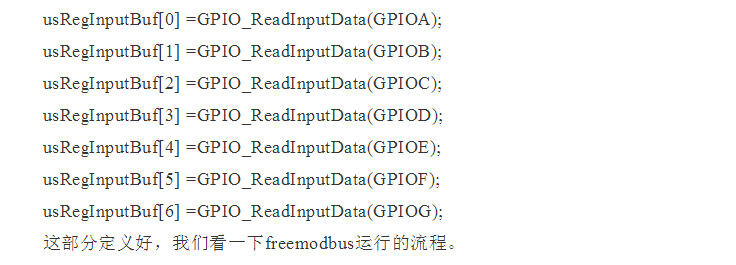 usRegInputBuf[0] =GPIO_ReadInputData(GPIOA);
usRegInputBuf[1] =GPIO_ReadInputData(GPIOB);
usRegInputBuf[2] =GPIO_ReadInputData(GPIOC);
usRegInputBuf[3] =GPIO_ReadInputData(GPIOD);
usRegInputBuf[4] =GPIO_ReadInputData(GPIOE);
usRegInputBuf[5] =GPIO_ReadInputData(GPIOF);
usRegInputBuf[6] =GPIO_ReadInputData(GPIOG);
这部分定义好，我们看一下freemodbus运行的流程。